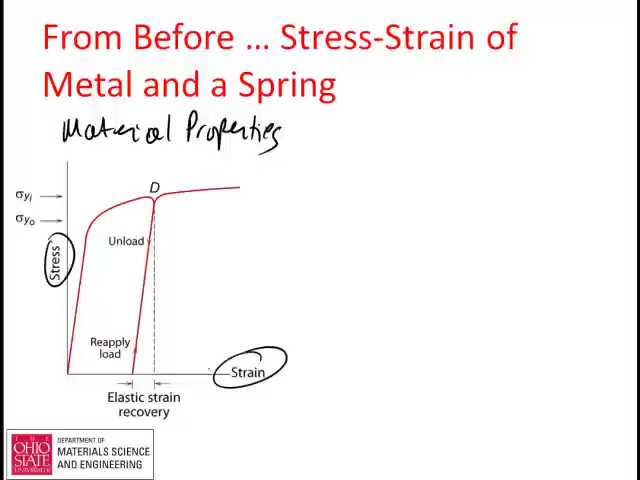 From Before … Stress-Strain of
Metal and a Spring
Material Properties
D
σyi
σyo
Unload
Stress
Reapply
load
Strain
Elastic strain
recovery
THE
OHIO
STATE
UNIVERSITY
DEPARTMENT OF
MATERIALS SCIENCE
AND ENGINEERING